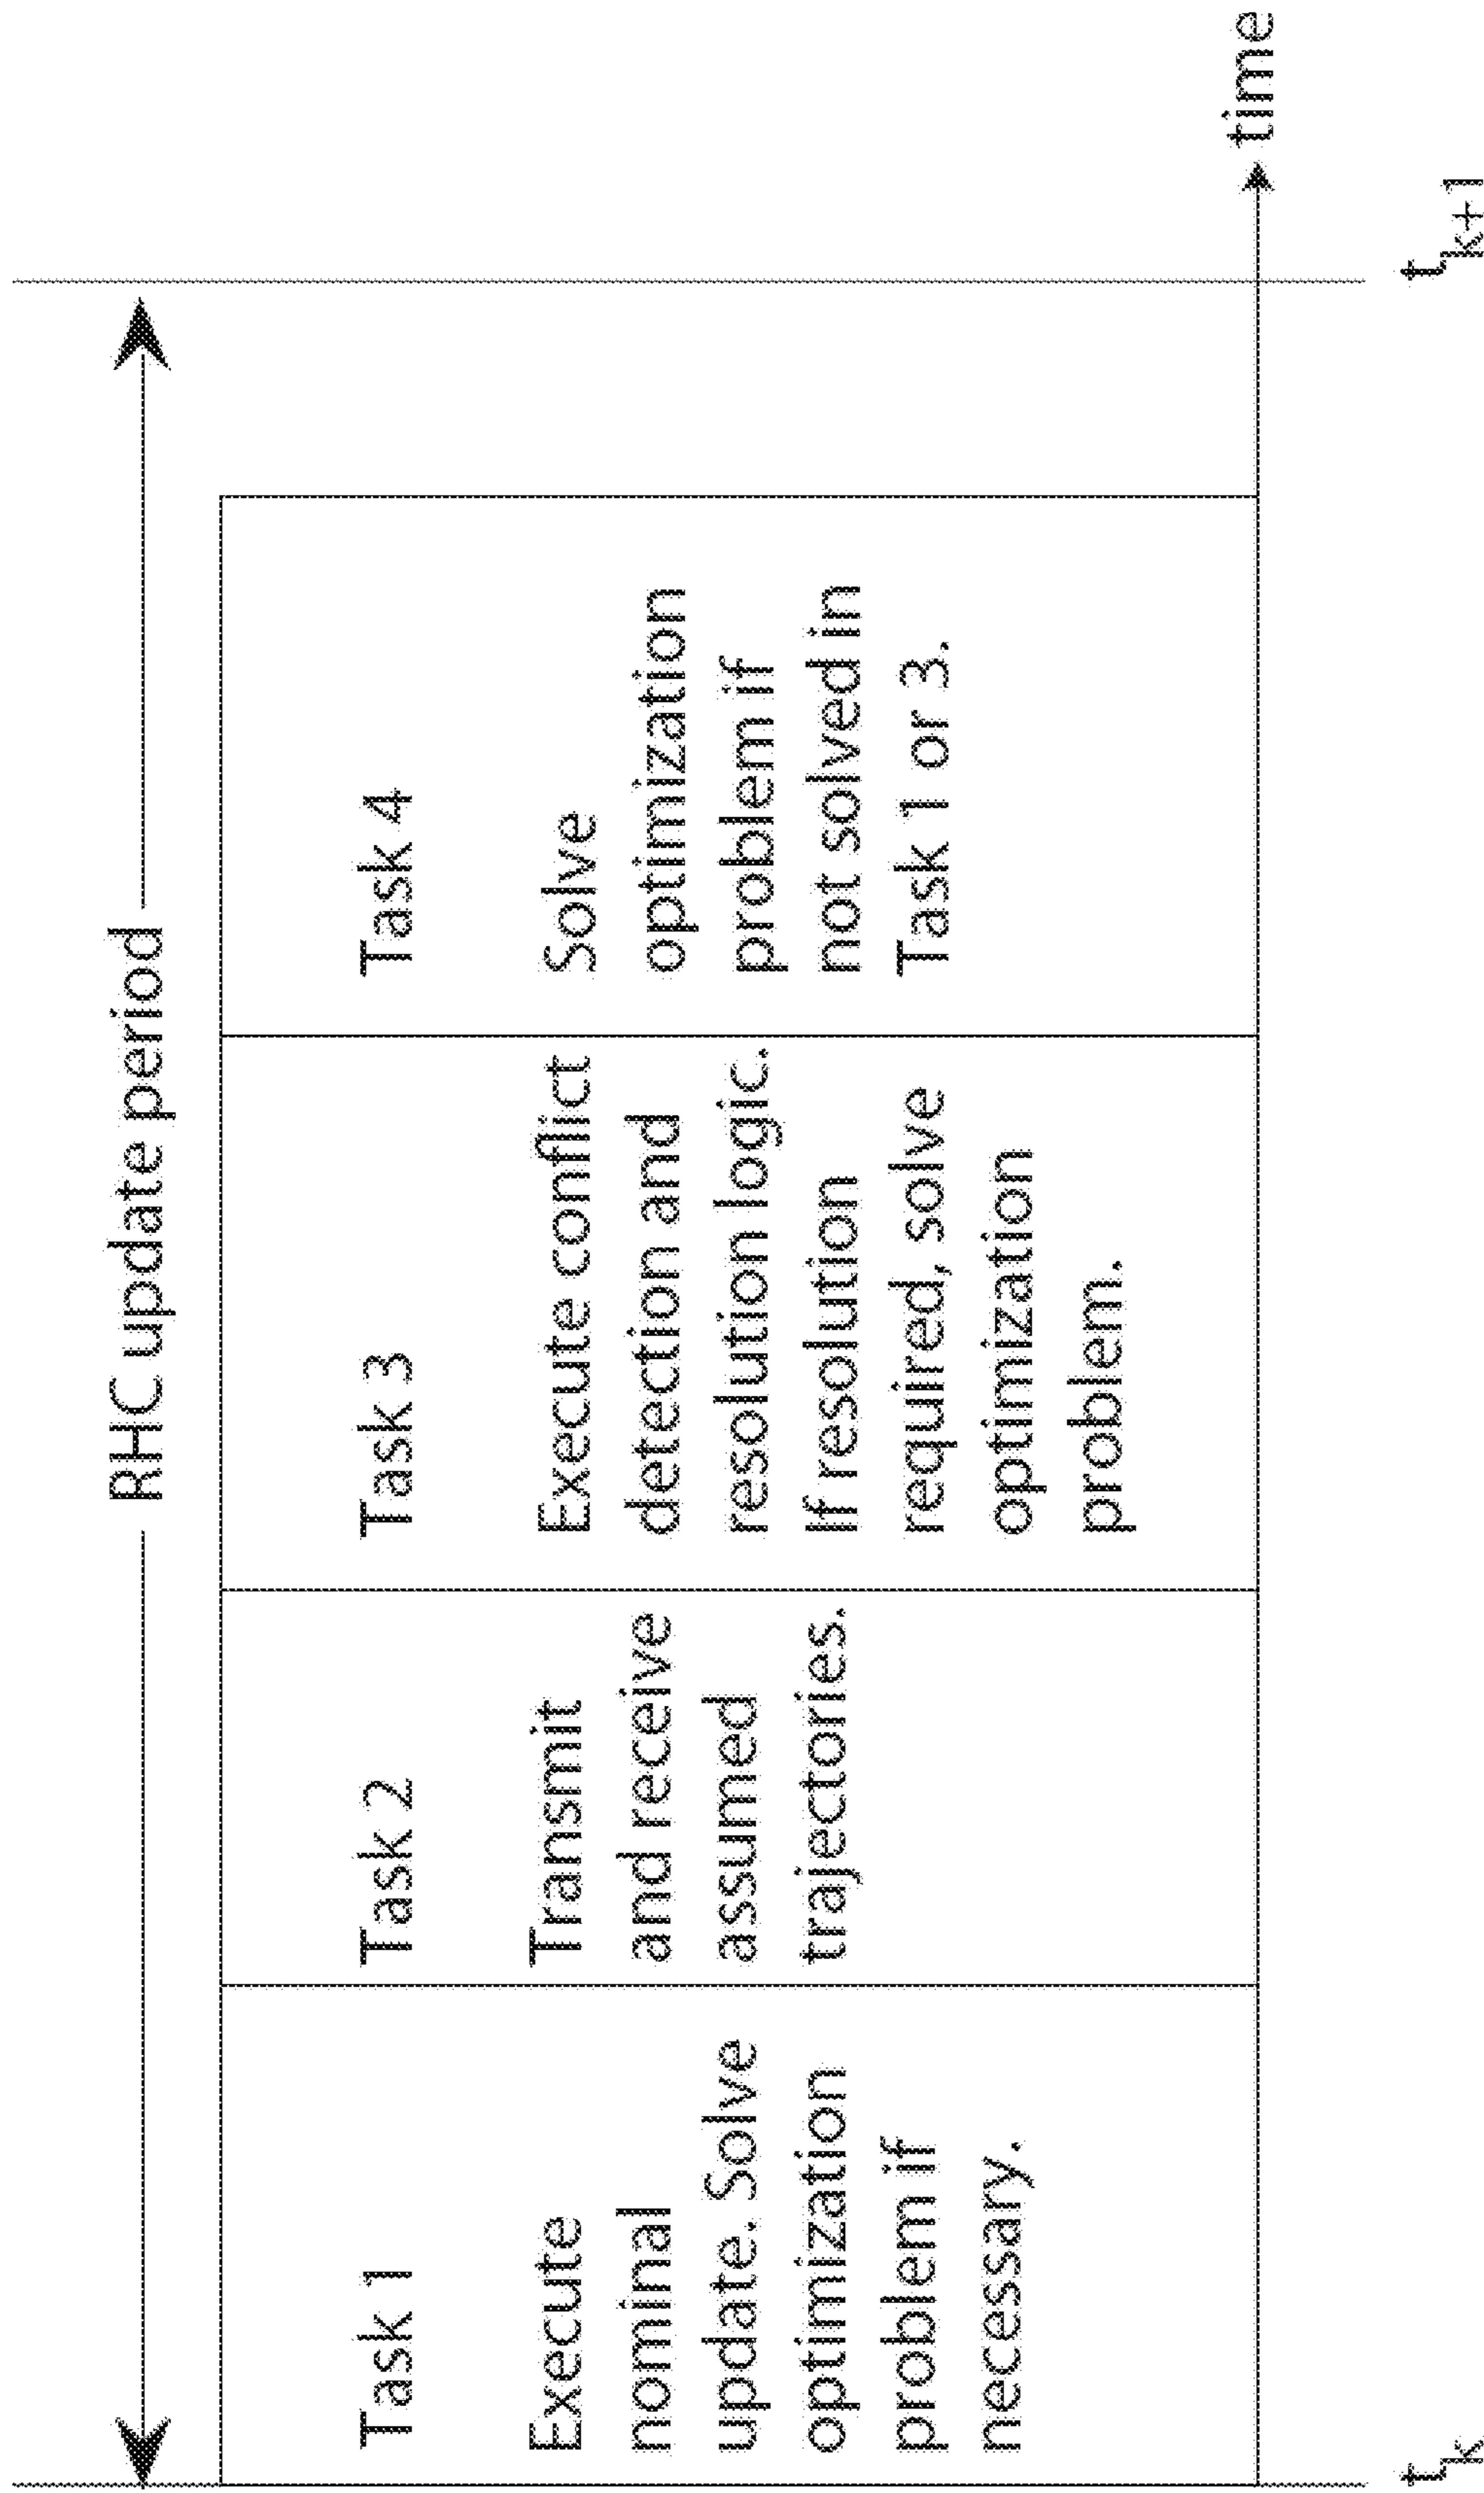 RHC update period
Task 1
Execute
nominal
update. Solve
optimization
problem if
necessary.
Task 2
Transmit
and receive
assumed
trajectories.
Task 3
Execute conflict
detection and
resolution logic.
If resolution
required, solve
optimization
problem.
Task 4
Solve
optimization
problem if
not solved in
Task 1 or 3.
time
tk
tk+1